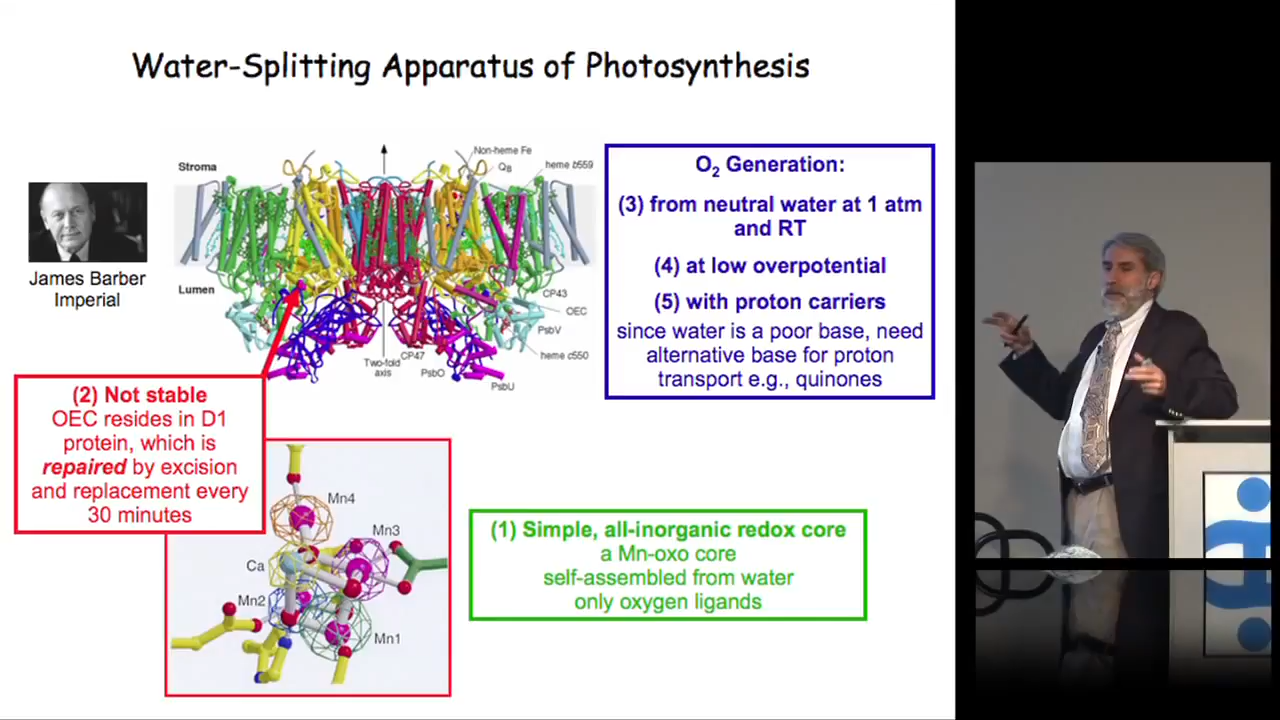 Water-Splitting Apparatus of Photosynthesis
James Barber
Imperial
Stroma
Lumen
Non-heme Fe
QB
heme b559
CP43
OEC
PsbV
heme c550
Two-fold
axis
CP47
PsbO
PsbU
O2 Generation:
(3) from neutral water at 1 atm
and RT
(4) at low overpotential
(5) with proton carriers
since water is a poor base, need
alternative base for proton
transport e.g., quinones
(2) Not stable
OEC resides in D1
protein, which is
repaired by excision
and replacement every
30 minutes
Mn4
Mn3
Ca
Mn2
Mn1
(1) Simple, all-inorganic redox core
a Mn-oxo core
self-assembled from water
only oxygen ligands